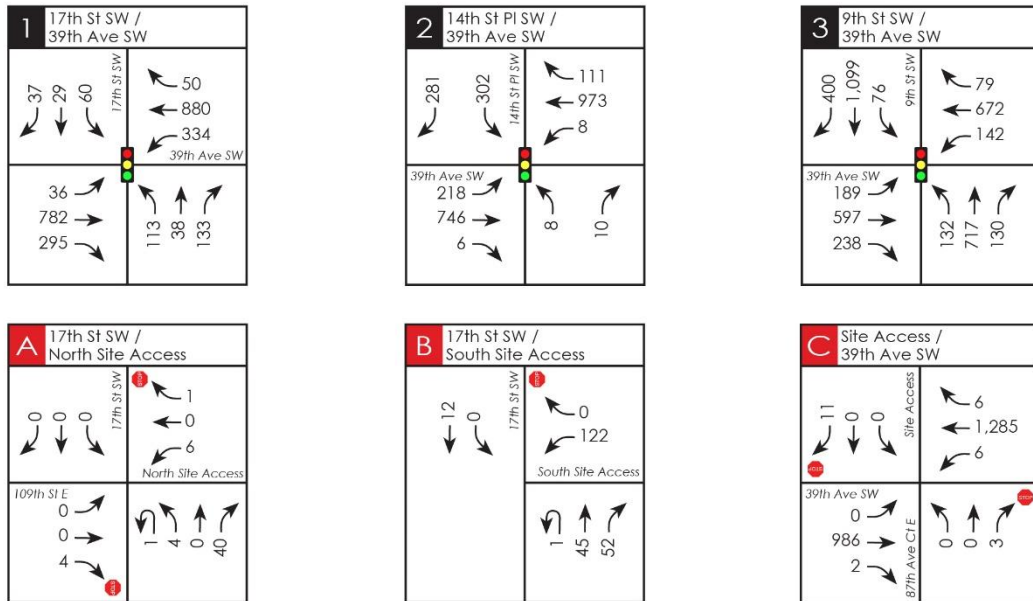 1
17th St SW /
39th Ave SW
37
29
60
17th St SW
50
880
334
39th Ave SW
36
782
295
113
38
133
2
14th St Pl SW /
39th Ave SW
281
302
14th St Pl SW
111
973
8
39th Ave SW
218
746
6
8
10
3
9th St SW /
39th Ave SW
400
1,099
76
9th St SW
79
672
142
39th Ave SW
189
597
238
132
717
130
A
17th St SW /
North Site Access
0
0
0
17th St SW
STOP
1
0
6
North Site Access
109th St E
0
0
4
STOP
1
4
0
40
B
17th St SW /
South Site Access
12
0
17th St SW
STOP
0
122
South Site Access
1
45
52
C
Site Access /
39th Ave SW
11
0
0
Site Access
STOP
6
1,285
6
39th Ave SW
0
986
2
87th Ave Ct E
0
0
3
STOP